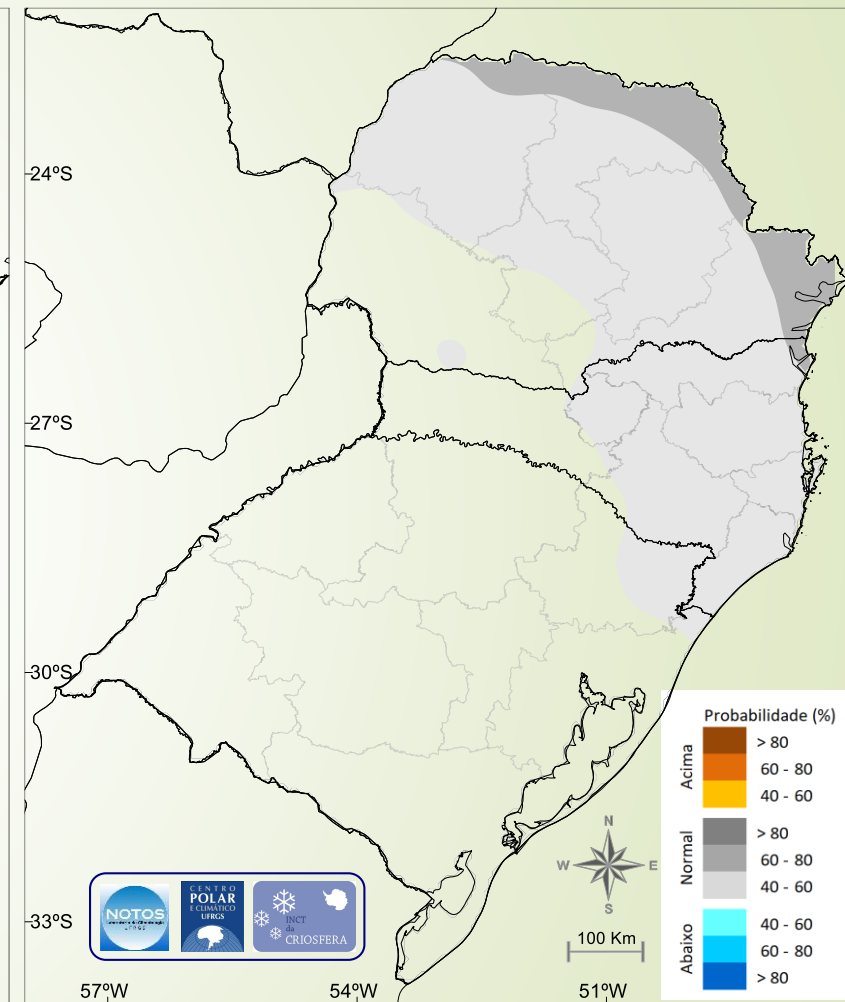 24ºS
27ºS
30ºS
33ºS
57ºW
54ºW
51ºW
Probabilidade (%)
Acima
> 80
60 - 80
40 - 60
Normal
> 80
60 - 80
40 - 60
Abaixo
40 - 60
60 - 80
> 80
N
W
E
S
100 Km
NOTOS
CENTRO
POLAR
E CLIMÁTICO
UFRGS
INCT
da
CRIOSFERA